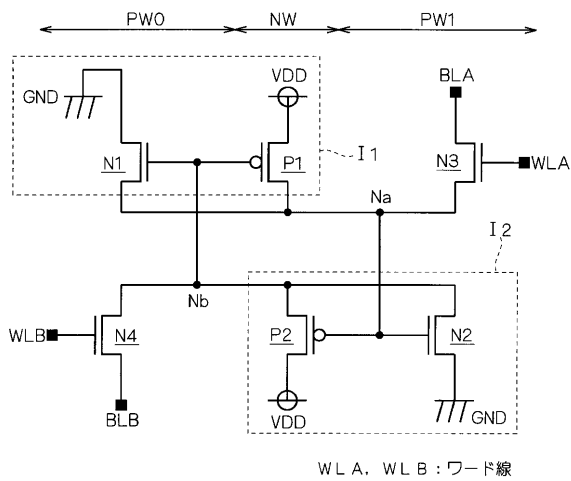 PW0 NW PW1
VDD BLA
GND
I1
N1 P1 N3 WLA
Na
I2
Nb
WLB N4 P2 N2
VDD GND
BLB
WLA, WLB:ワード線